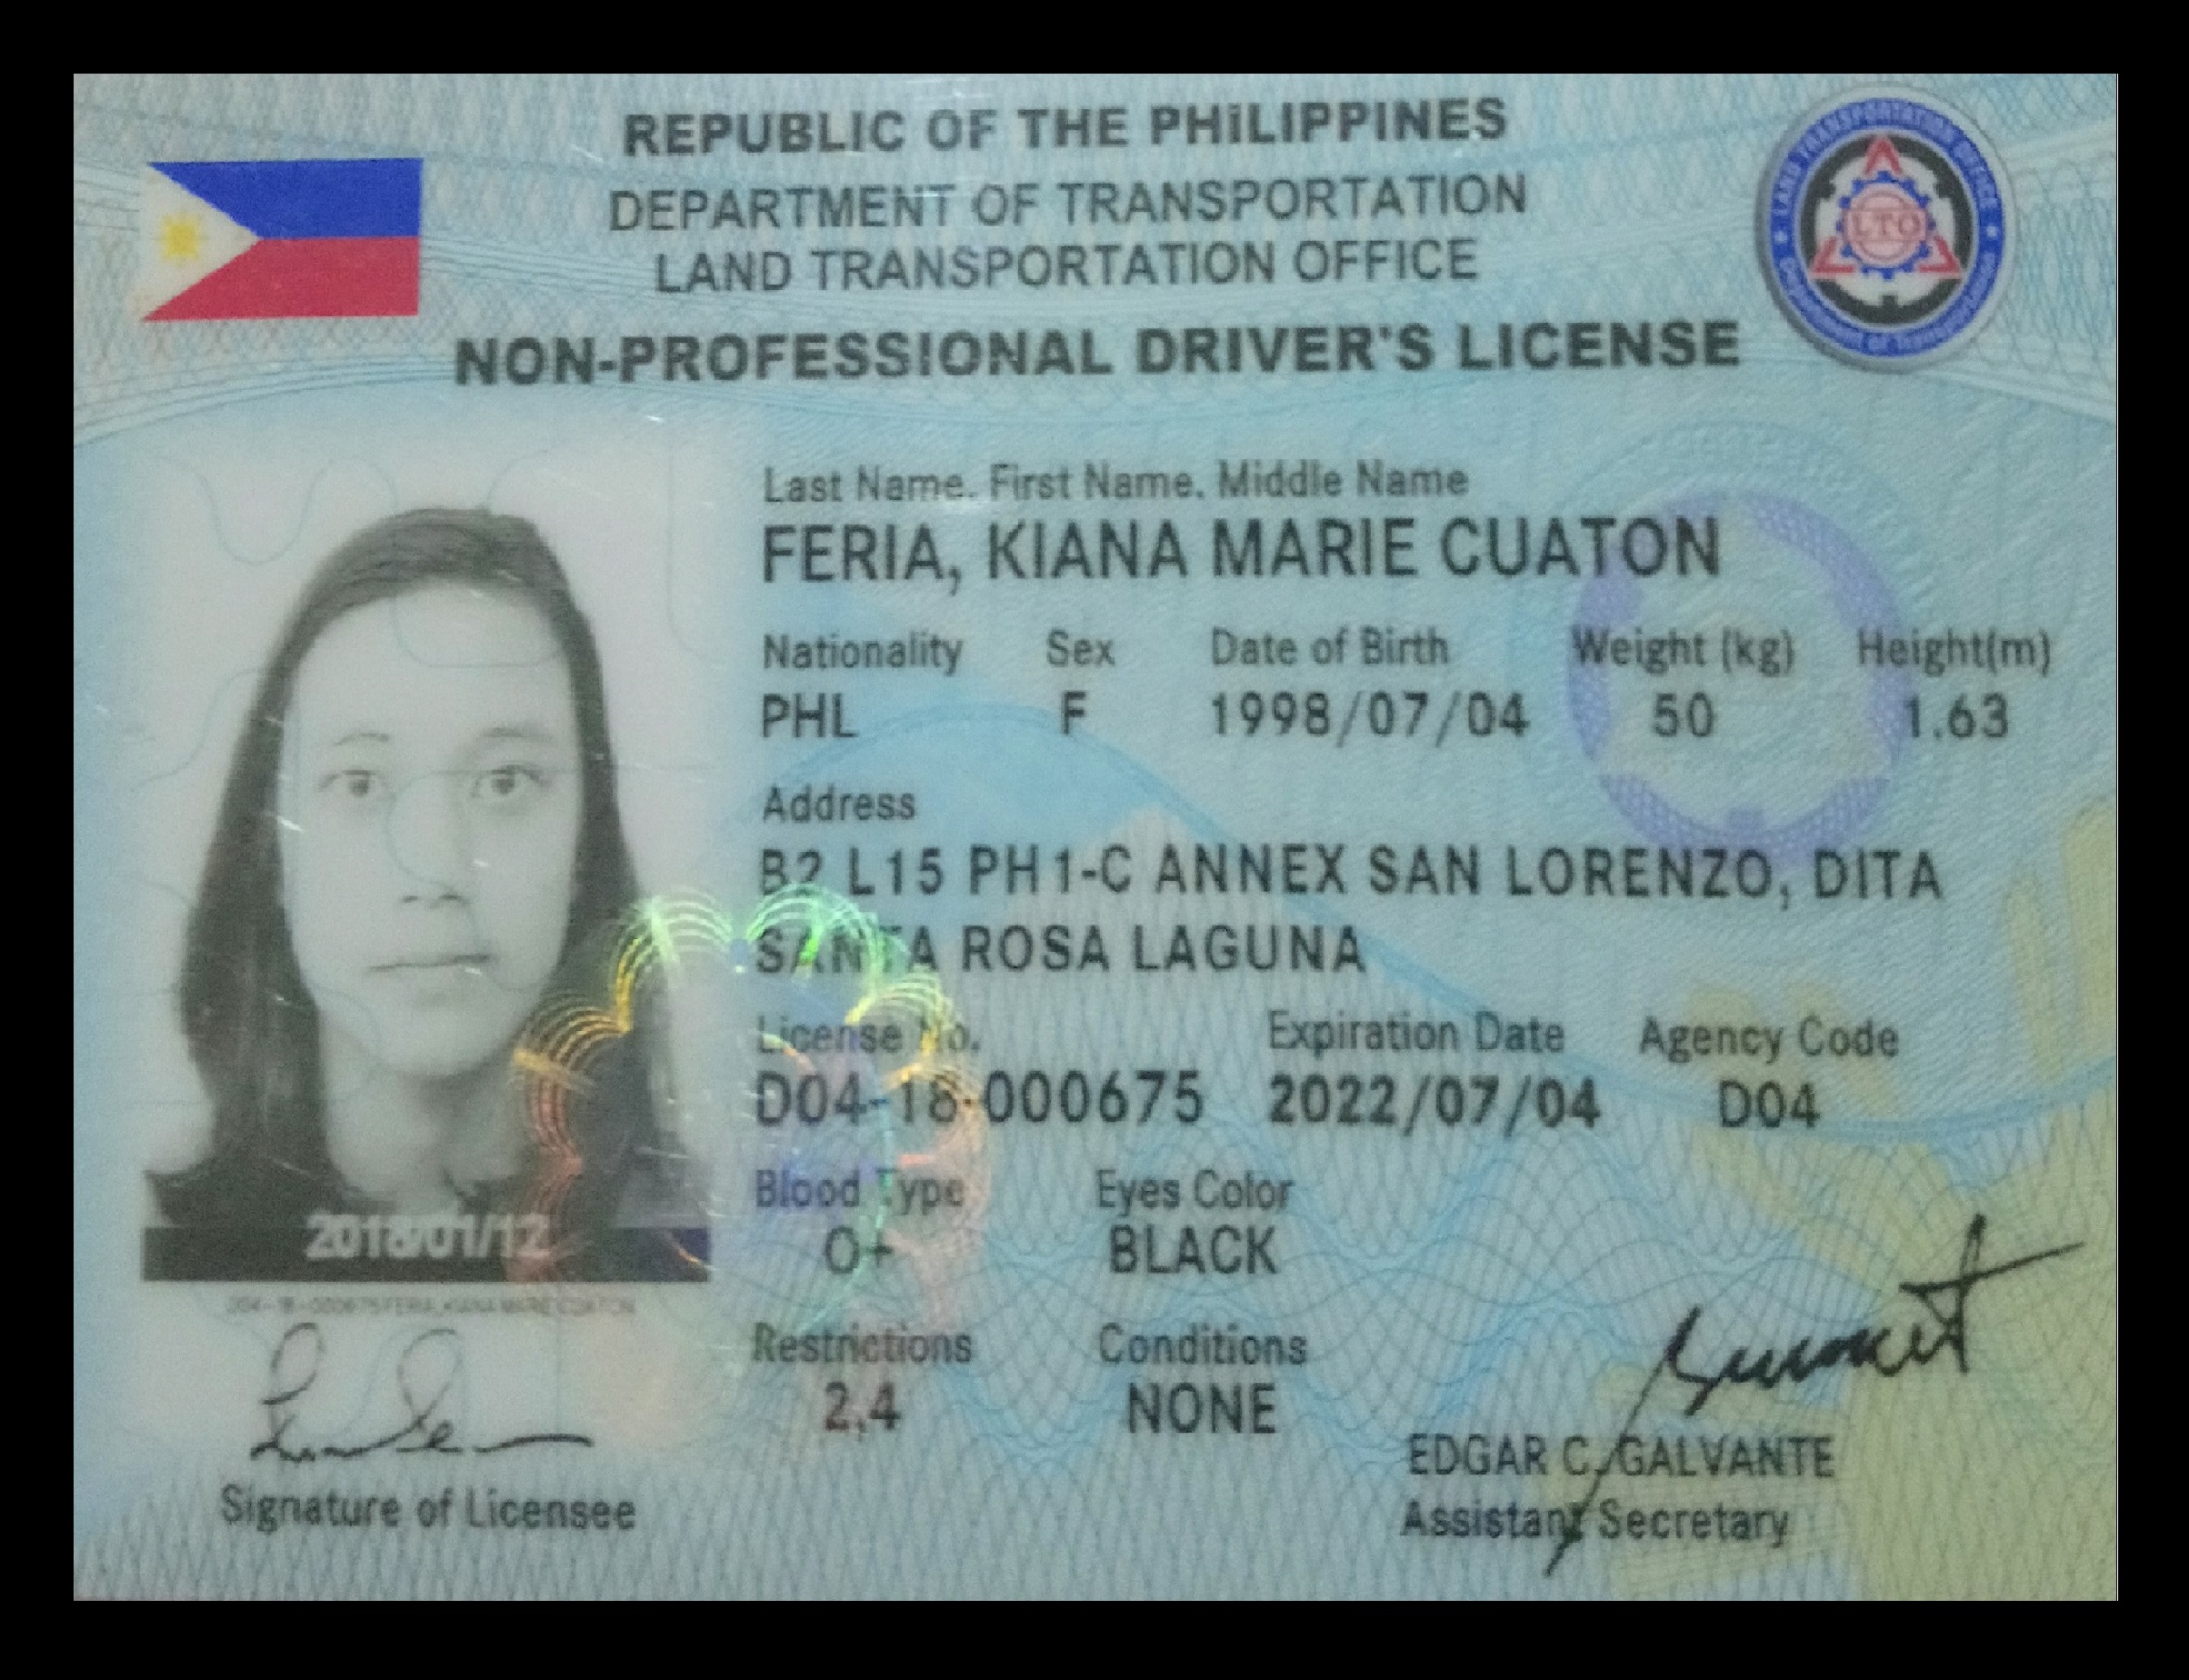 REPUBLIC OF THE PHILIPPINES
DEPARTMENT OF TRANSPORTATION
LAND TRANSPORTATION OFFICE
NON-PROFESSIONAL DRIVER'S LICENSE
LAND TRANSPORTATION OFFICE
LTO
Department of Transportation
Last Name. First Name. Middle Name
FERIA, KIANA MARIE CUATON
Nationality Sex Date of Birth Weight (kg) Height(m)
PHL F 1998/07/04 50 1.63
Address
B2 L15 PH1-C ANNEX SAN LORENZO, DITA
SANTA ROSA LAGUNA
License No. Expiration Date Agency Code
D04-18-000675 2022/07/04 D04
Blood Type Eyes Color
O+ BLACK
Restrictions Conditions
2,4 NONE
2018/01/12
D04-18-000675FERIA, KIANA MARIE CUATON
Signature of Licensee
EDGAR C. GALVANTE
Assistant Secretary